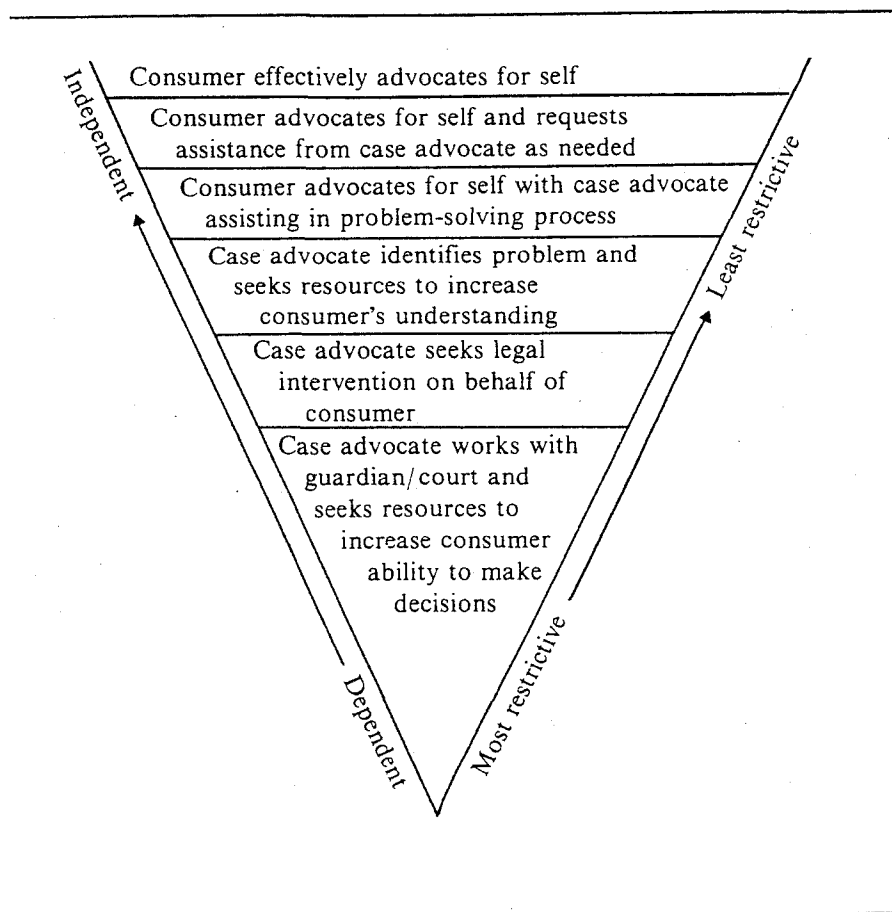 Consumer effectively advocates for self
Consumer advocates for self and requests
assistance from case advocate as needed
Consumer advocates for self with case advocate
assisting in problem-solving process
Case advocate identifies problem and
seeks resources to increase
consumer's understanding
Case advocate seeks legal
intervention on behalf of
consumer
Case advocate works with
guardian/court and
seeks resources to
increase consumer
ability to make
decisions
Independent
Dependent
Least restrictive
Most restrictive